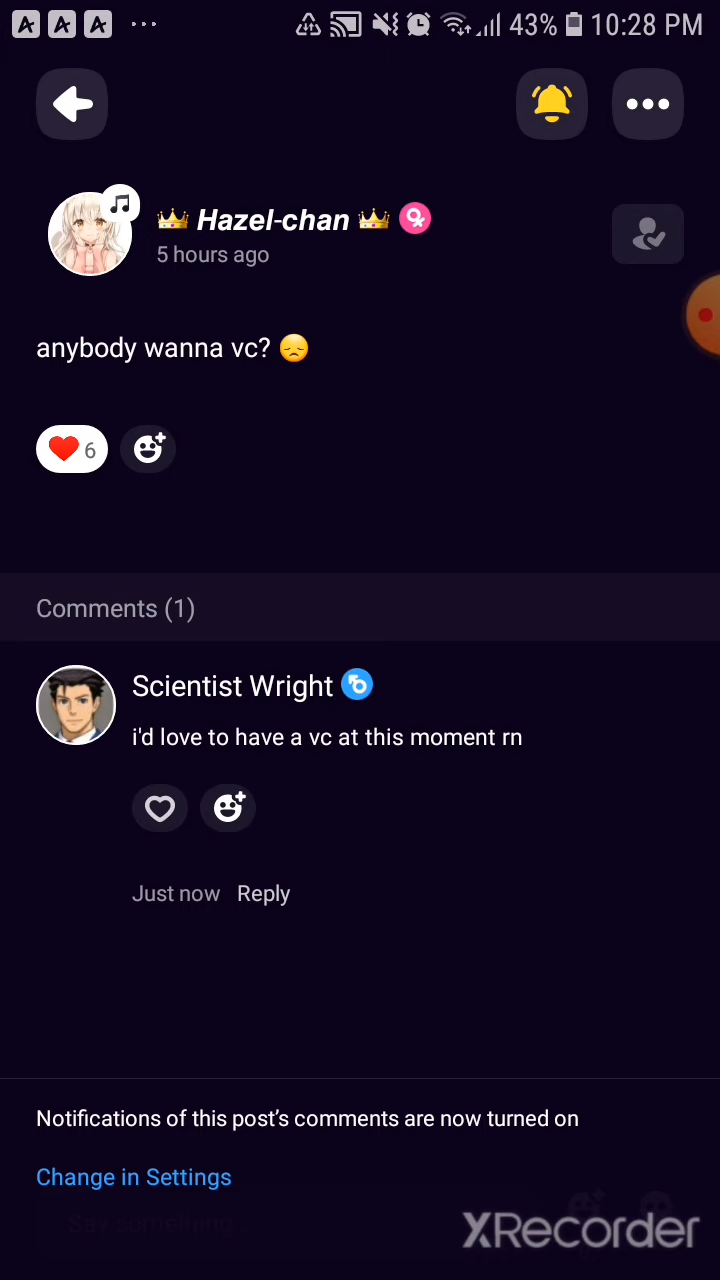 43% 10:28 PM
👑 Hazel-chan 👑
5 hours ago
anybody wanna vc? 😞
6
Comments (1)
Scientist Wright
i'd love to have a vc at this moment rn
Just now Reply
Notifications of this post's comments are now turned on
Change in Settings
Say something...
XRecorder